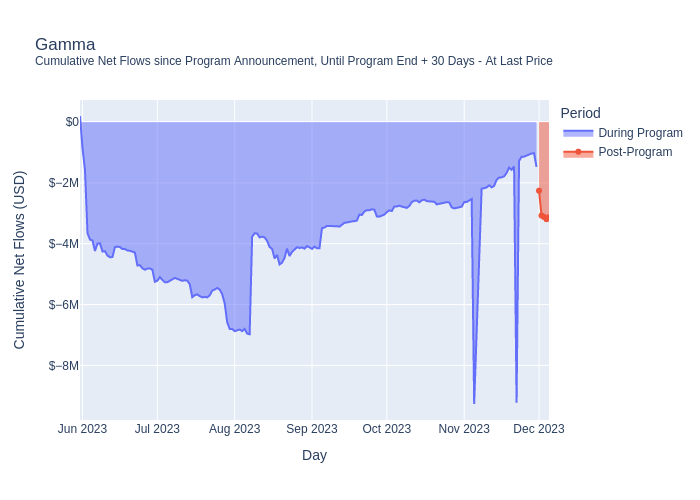 Gamma
Cumulative Net Flows since Program Announcement, Until Program End + 30 Days - At Last Price
Period
During Program
Post-Program
Cumulative Net Flows (USD)
$0
$−2M
$−4M
$−6M
$−8M
Jun 2023
Jul 2023
Aug 2023
Sep 2023
Oct 2023
Nov 2023
Dec 2023
Day